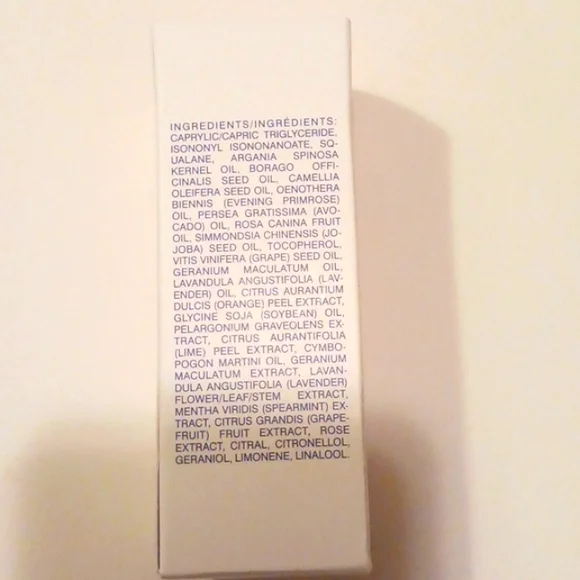 INGREDIENTS/INGRÉDIENTS:
CAPRYLIC/CAPRIC TRIGLYCERIDE,
ISONONYL ISONONANOATE, SQ-
UALANE, ARGANIA SPINOSA
KERNEL OIL, BORAGO OFFI-
CINALIS SEED OIL, CAMELLIA
OLEIFERA SEED OIL, OENOTHERA
BIENNIS (EVENING PRIMROSE)
OIL, PERSEA GRATISSIMA (AVO-
CADO) OIL, ROSA CANINA FRUIT
OIL, SIMMONDSIA CHINENSIS (JO-
JOBA) SEED OIL, TOCOPHEROL,
VITIS VINIFERA (GRAPE) SEED OIL,
GERANIUM MACULATUM OIL,
LAVANDULA ANGUSTIFOLIA (LAV-
ENDER) OIL, CITRUS AURANTIUM
DULCIS (ORANGE) PEEL EXTRACT,
GLYCINE SOJA (SOYBEAN) OIL,
PELARGONIUM GRAVEOLENS EX-
TRACT, CITRUS AURANTIFOLIA
(LIME) PEEL EXTRACT, CYMBO-
POGON MARTINI OIL, GERANIUM
MACULATUM EXTRACT, LAVAN-
DULA ANGUSTIFOLIA (LAVENDER)
FLOWER/LEAF/STEM EXTRACT,
MENTHA VIRIDIS (SPEARMINT) EX-
TRACT, CITRUS GRANDIS (GRAPE-
FRUIT) FRUIT EXTRACT, ROSE
EXTRACT, CITRAL, CITRONELLOL,
GERANIOL, LIMONENE, LINALOOL.